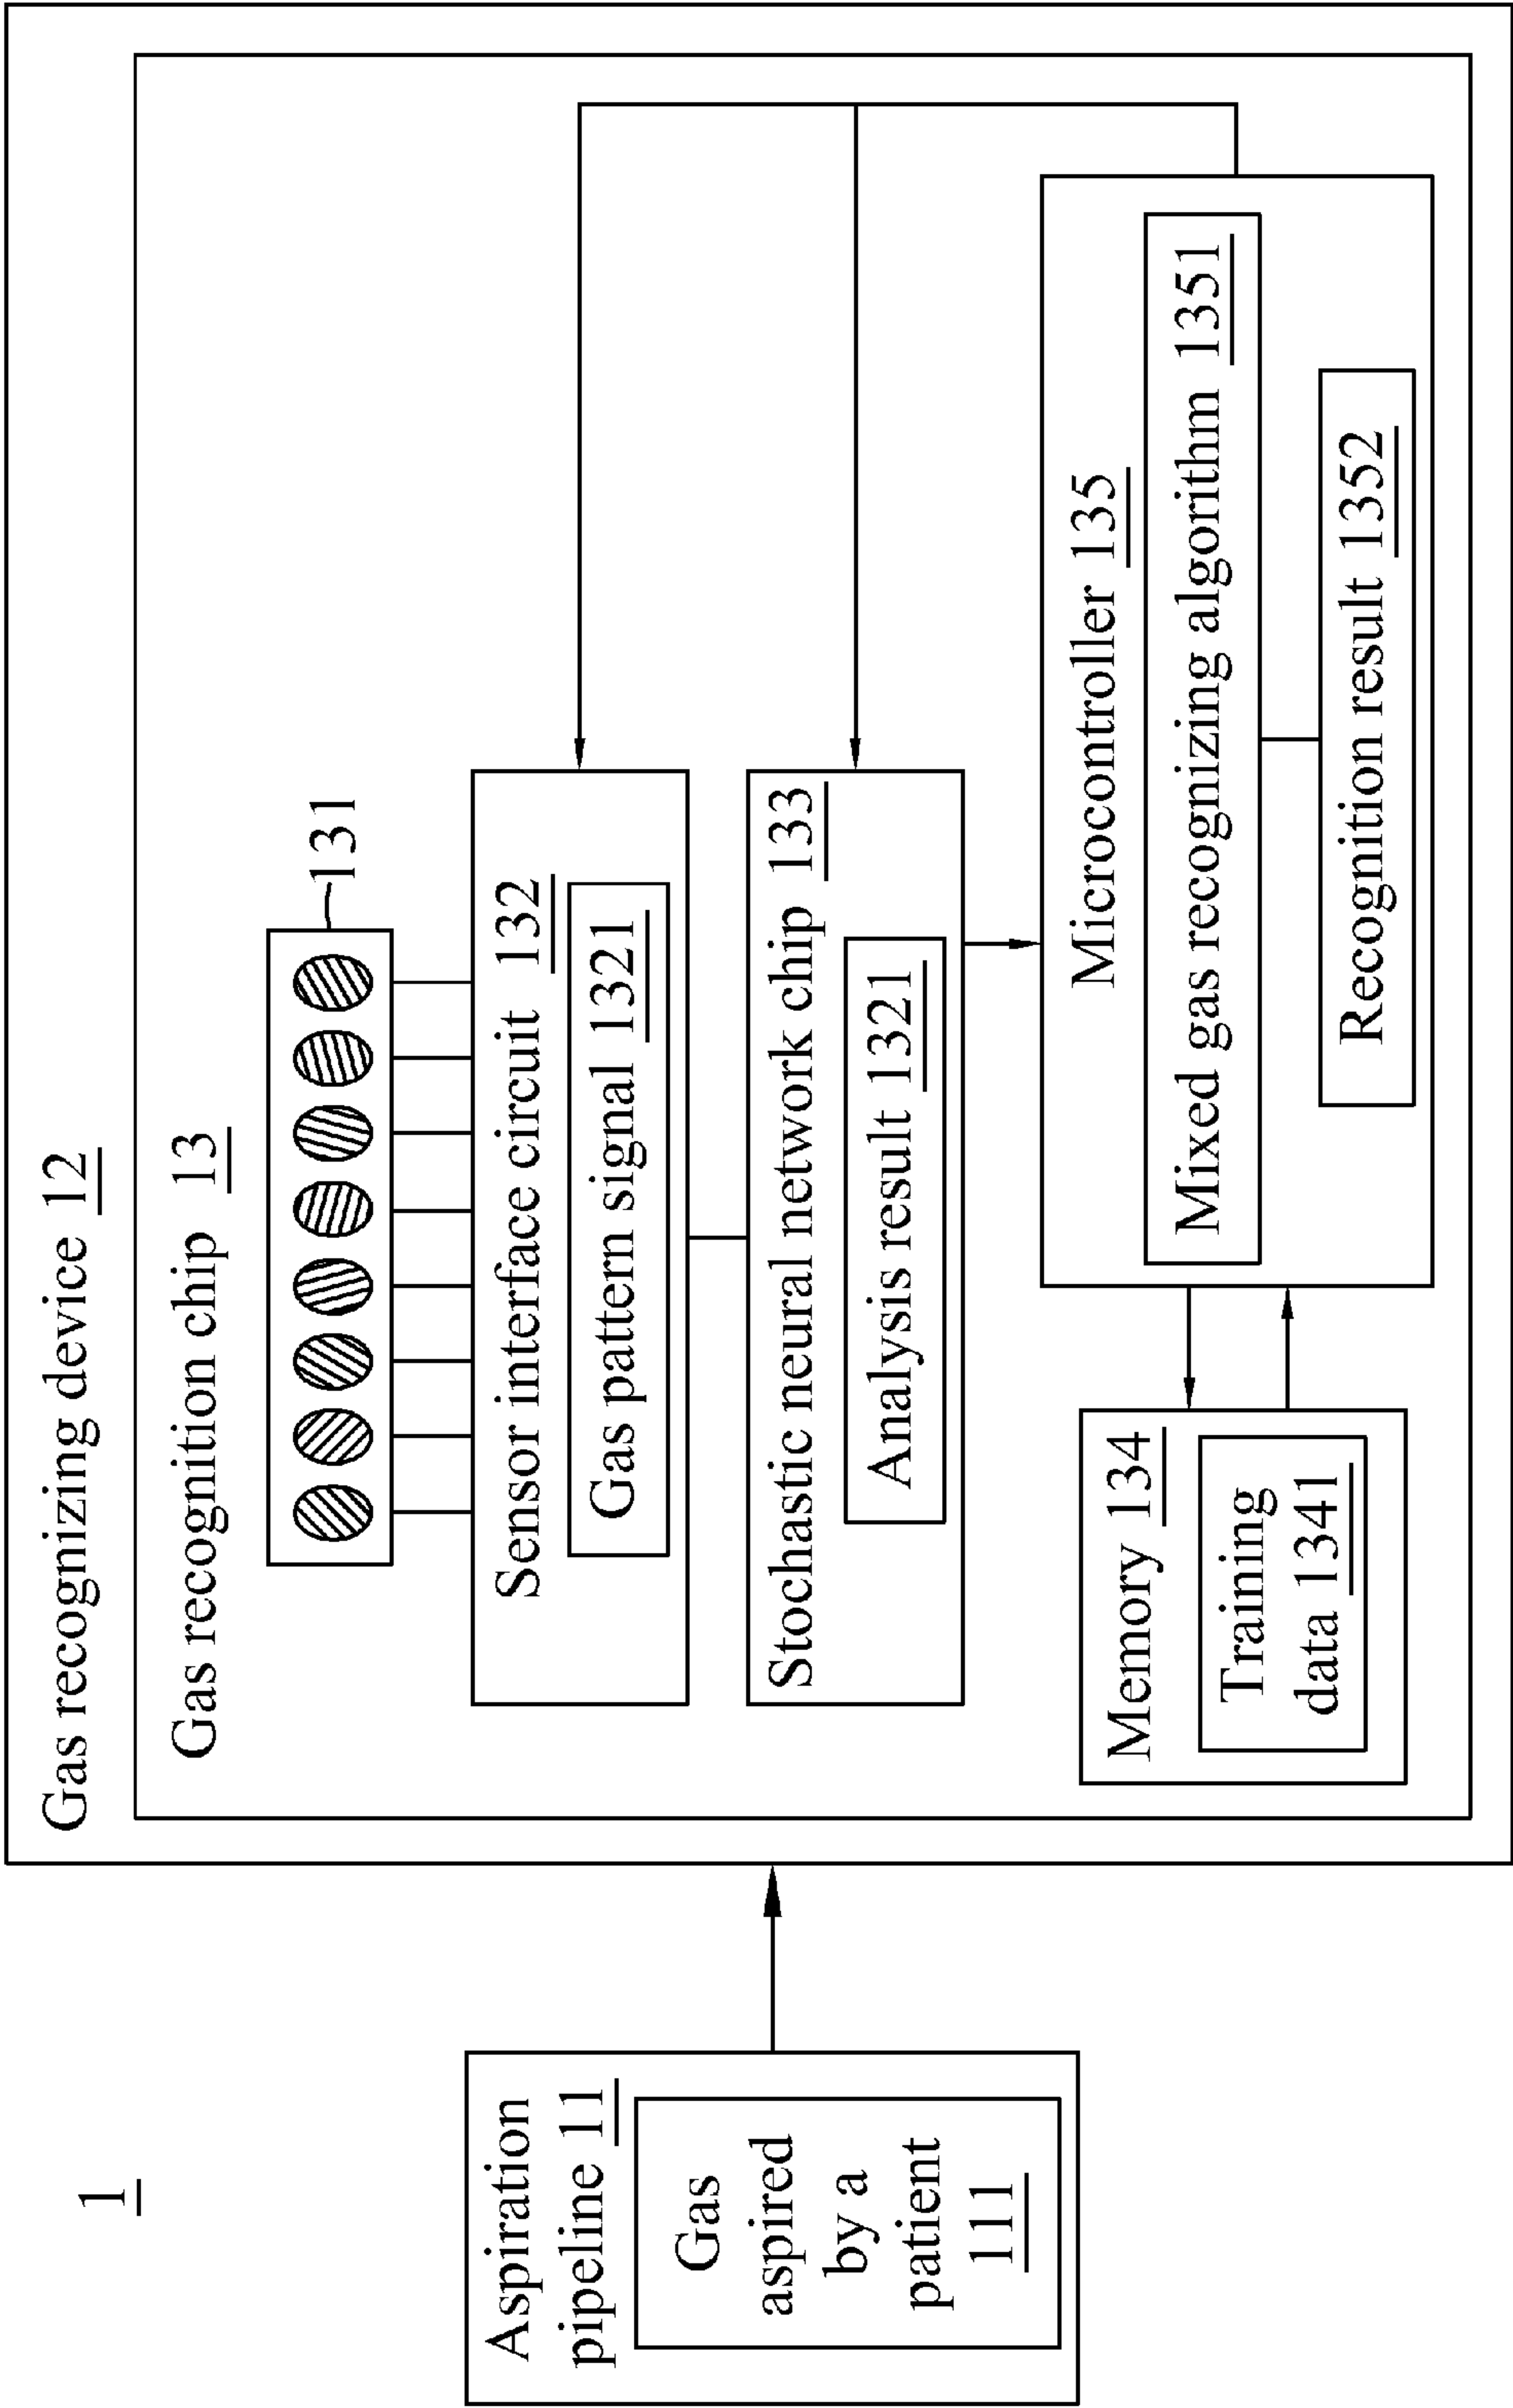 1
Aspiration
pipeline 11
Gas
aspired
by a
patient
111
Gas recognizing device 12
Gas recognition chip 13
131
Sensor interface circuit 132
Gas pattern signal 1321
Stochastic neural network chip 133
Analysis result 1321
Memory 134
Training
data 1341
Microcontroller 135
Mixed gas recognizing algorithm 1351
Recognition result 1352